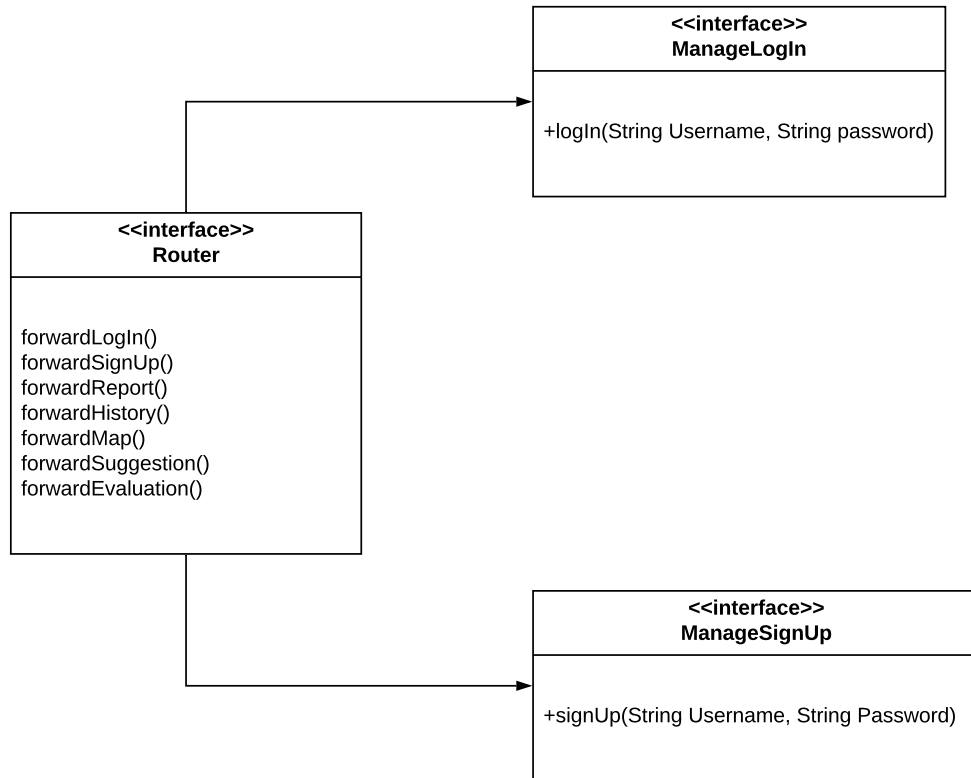 <<interface>>
ManageLogIn
+logIn(String Username, String password)
<<interface>>
Router
forwardLogIn()
forwardSignUp()
forwardReport()
forwardHistory()
forwardMap()
forwardSuggestion()
forwardEvaluation()
<<interface>>
ManageSignUp
+signUp(String Username, String Password)